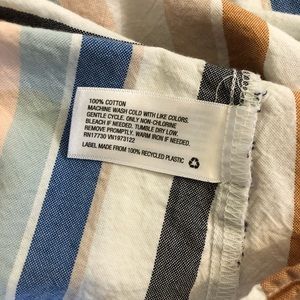 100% COTTON
MACHINE WASH COLD WITH LIKE COLORS.
GENTLE CYCLE. ONLY NON-CHLORINE
BLEACH IF NEEDED. TUMBLE DRY LOW.
REMOVE PROMPTLY. WARM IRON IF NEEDED.
RN17730 VN1973122
LABEL MADE FROM 100% RECYCLED PLASTIC